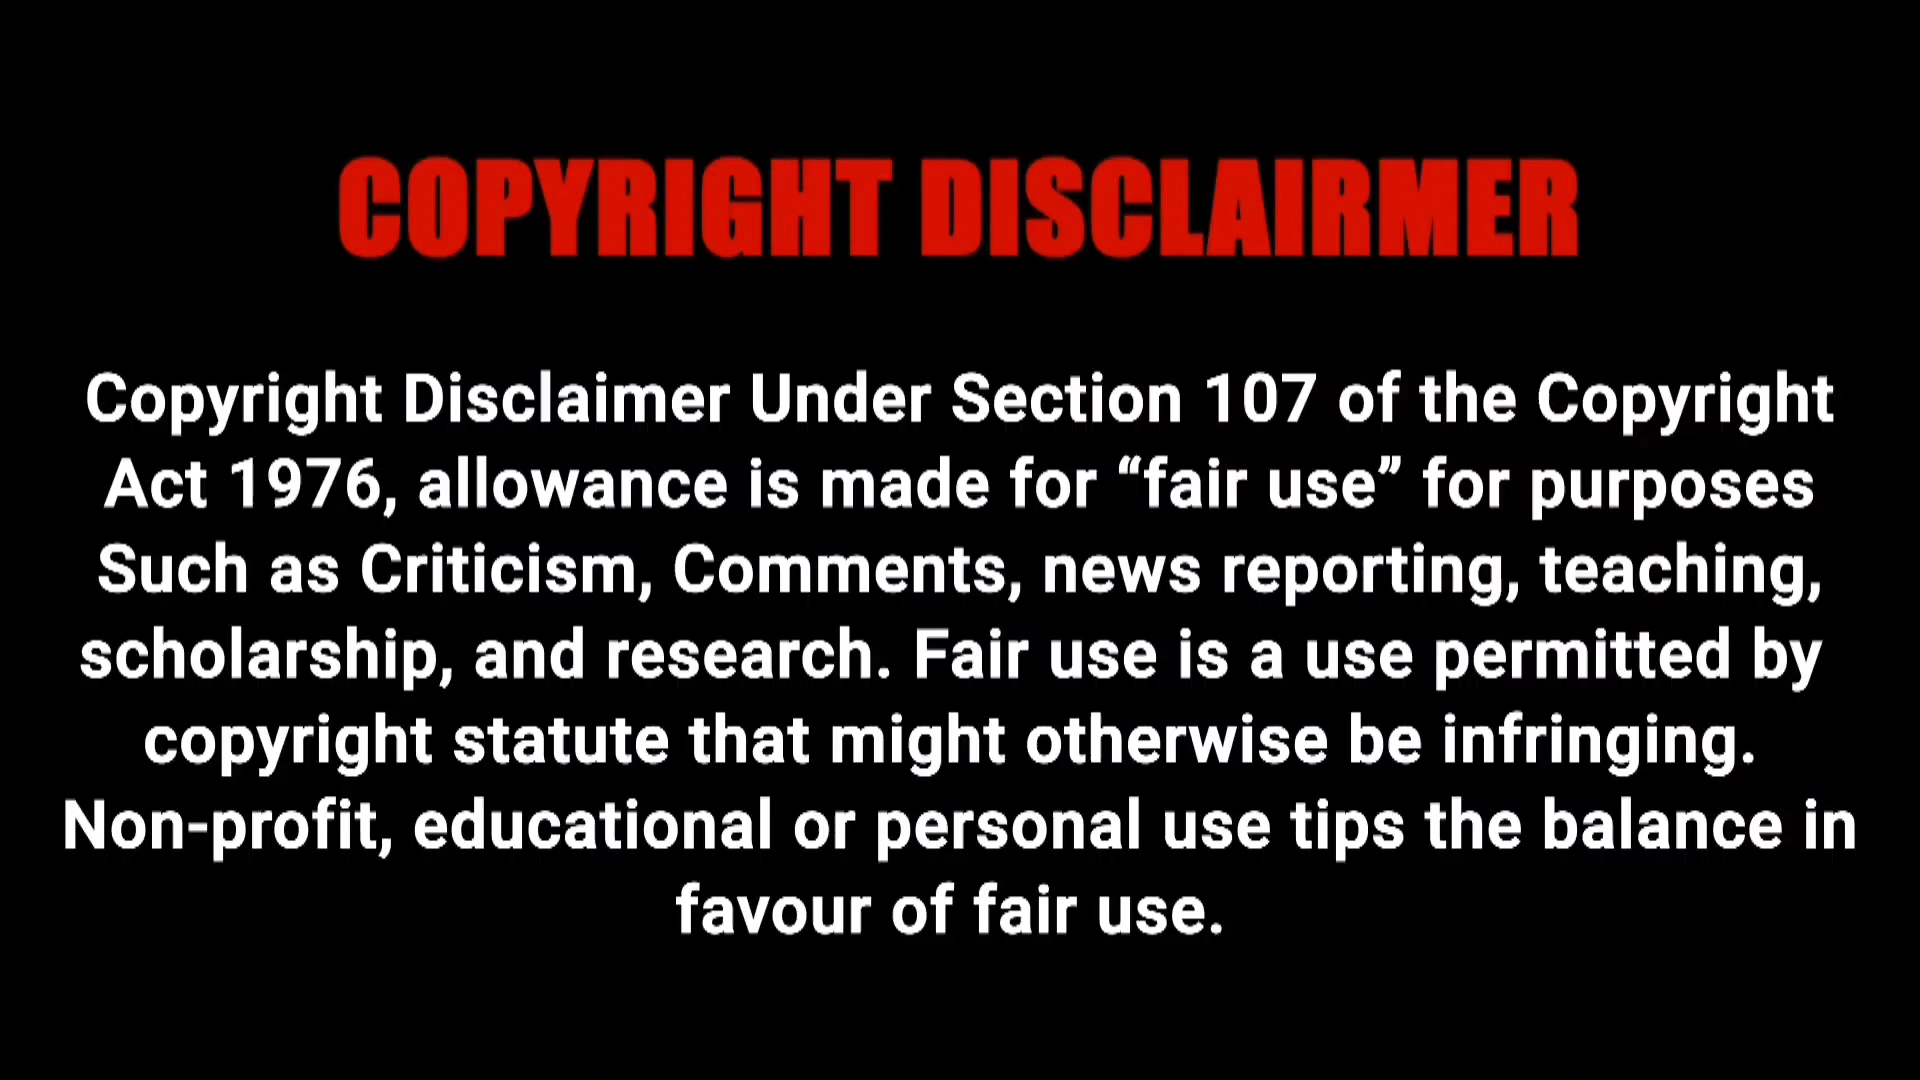 COPYRIGHT DISCLAIRMER
Copyright Disclaimer Under Section 107 of the Copyright
Act 1976, allowance is made for “fair use” for purposes
Such as Criticism, Comments, news reporting, teaching,
scholarship, and research. Fair use is a use permitted by
copyright statute that might otherwise be infringing.
Non-profit, educational or personal use tips the balance in
favour of fair use.